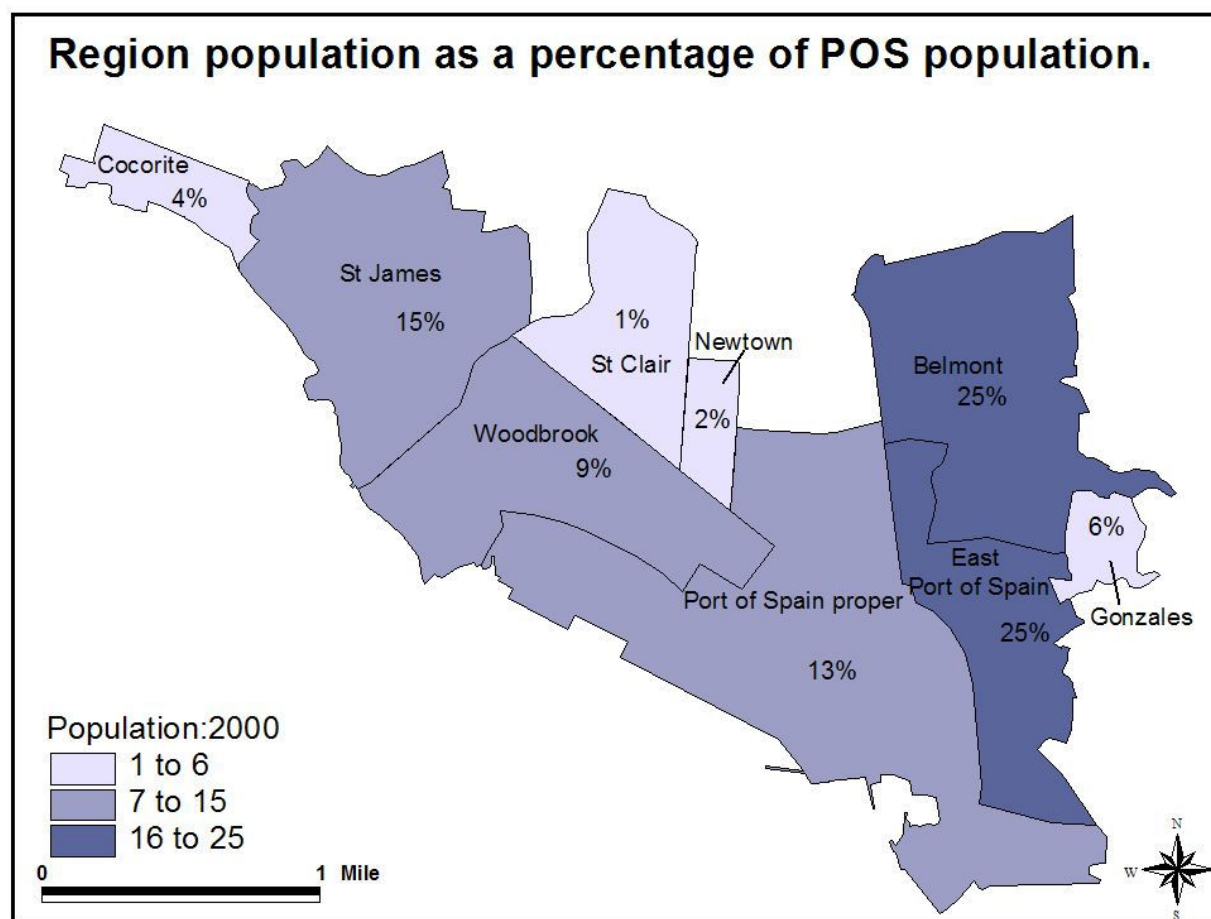 Region population as a percentage of POS population.
Cocorite
4%
St James
15%
1%
St Clair
Newtown
2%
Belmont
25%
Woodbrook
9%
6%
Gonzales
East
Port of Spain
25%
Port of Spain proper
13%
Population:2000
1 to 6
7 to 15
16 to 25
0 1 Mile
N
W
S